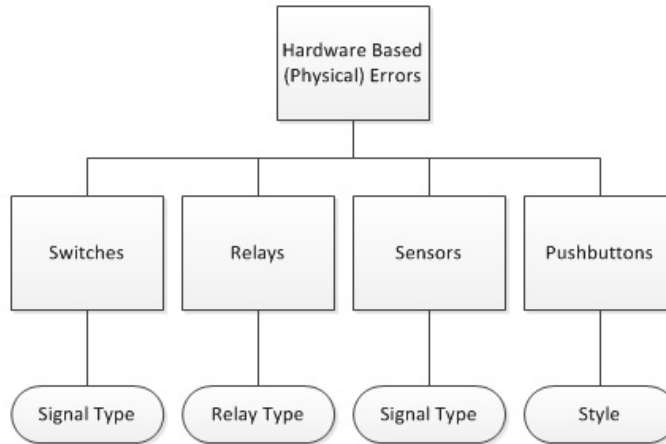 Hardware Based
(Physical) Errors
Switches
Relays
Sensors
Pushbuttons
Signal Type
Relay Type
Signal Type
Style